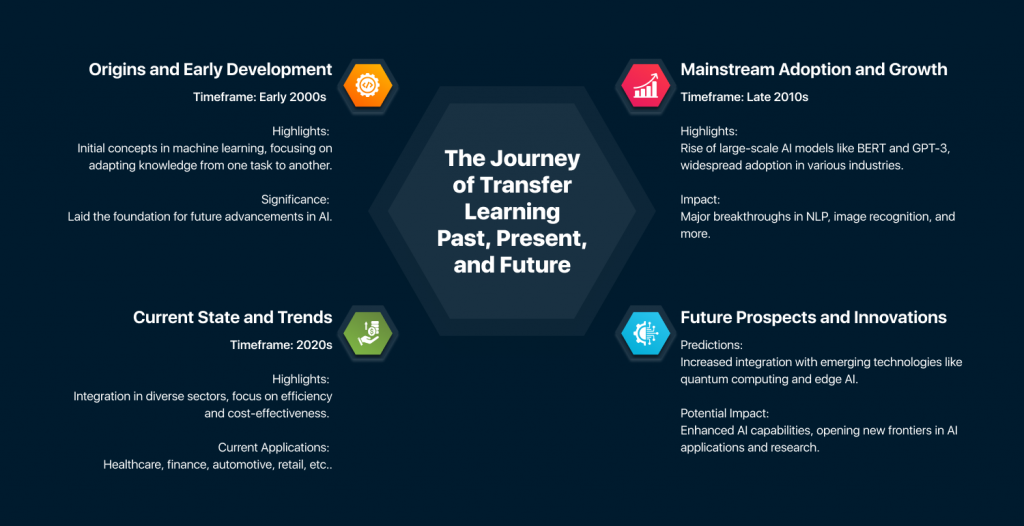 Origins and Early Development
Timeframe: Early 2000s
Highlights:
Initial concepts in machine learning, focusing on
adapting knowledge from one task to another.
Significance:
Laid the foundation for future advancements in AI.
Mainstream Adoption and Growth
Timeframe: Late 2010s
Highlights:
Rise of large-scale AI models like BERT and GPT-3,
widespread adoption in various industries.
Impact:
Major breakthroughs in NLP, image recognition, and
more.
The Journey
of Transfer
Learning
Past, Present,
and Future
Current State and Trends
Timeframe: 2020s
Highlights:
Integration in diverse sectors, focus on efficiency
and cost-effectiveness.
Current Applications:
Healthcare, finance, automotive, retail, etc..
Future Prospects and Innovations
Predictions:
Increased integration with emerging technologies like
quantum computing and edge AI.
Potential Impact:
Enhanced AI capabilities, opening new frontiers in AI
applications and research.